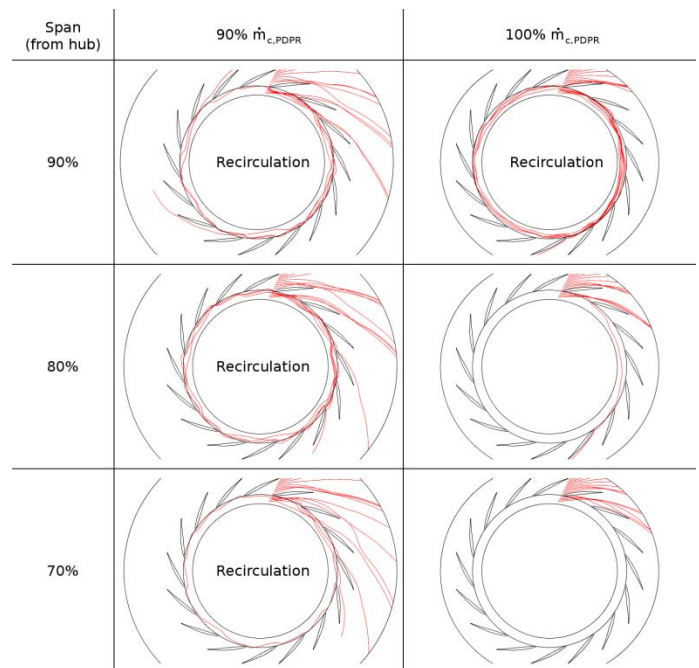 Span
(from hub)
90% ṁc,PDPR
100% ṁc,PDPR
90%
Recirculation
Recirculation
80%
Recirculation
70%
Recirculation